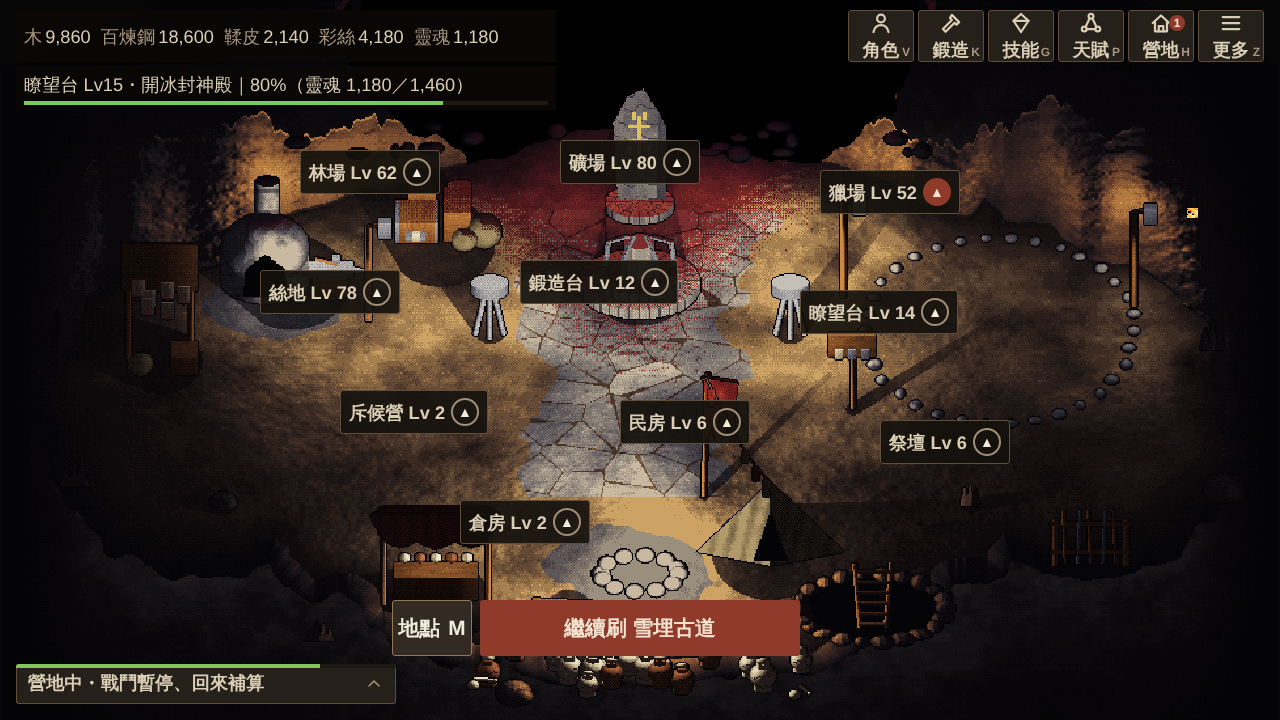 木 9,860 百煉鋼 18,600 鞣皮 2,140 彩絲 4,180 靈魂 1,180
瞭望台 Lv15・開冰封神殿｜80%（靈魂 1,180／1,460）
角色 V
鍛造 K
技能 G
天賦 P
營地 H
1
更多 Z
林場 Lv 62
礦場 Lv 80
獵場 Lv 52
絲地 Lv 78
鍛造台 Lv 12
瞭望台 Lv 14
斥候營 Lv 2
民房 Lv 6
祭壇 Lv 6
倉房 Lv 2
地點 M
繼續刷 雪埋古道
營地中・戰鬥暫停、回來補算